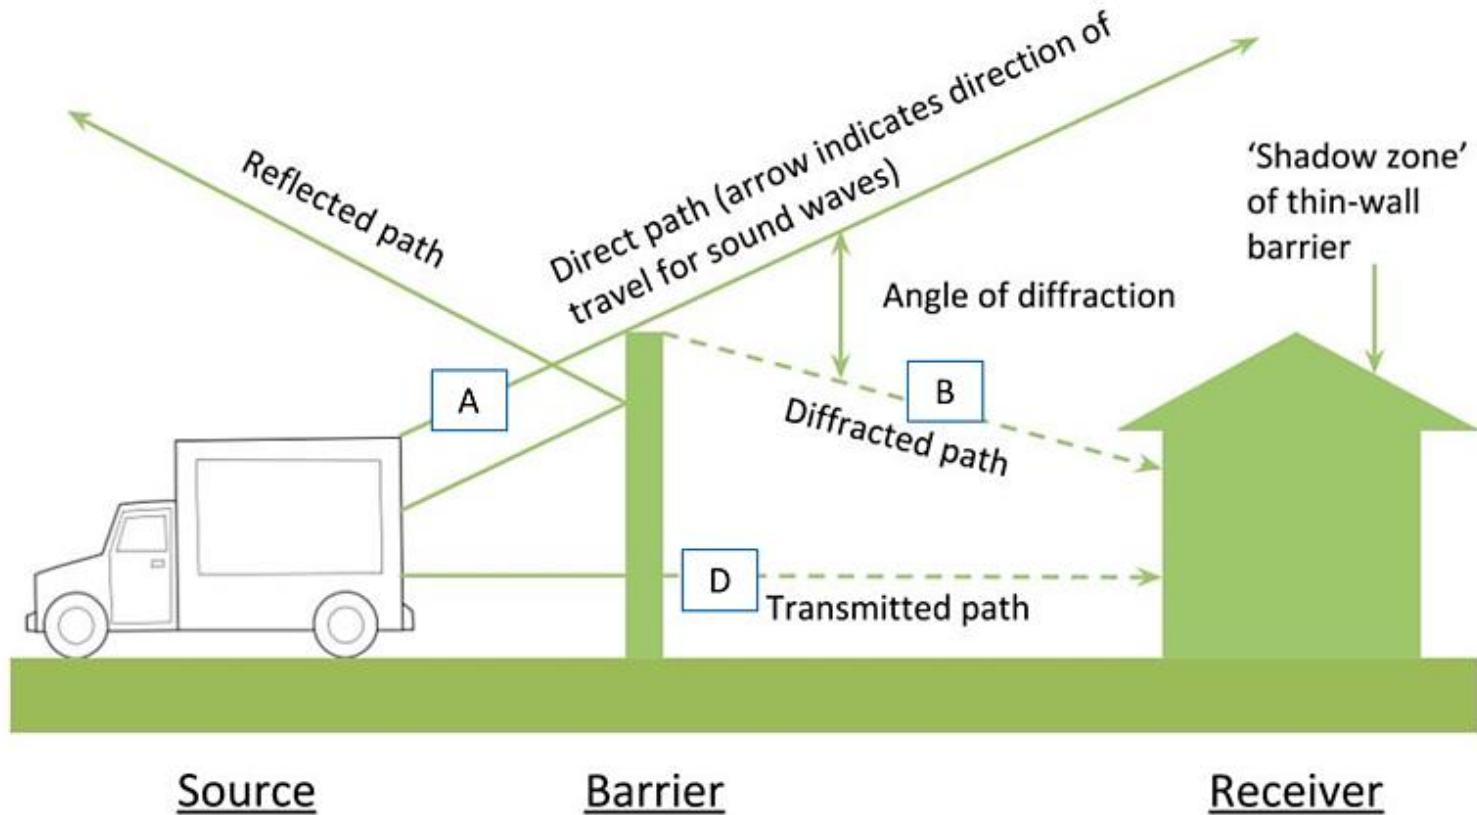 Reflected path
Direct path (arrow indicates direction of
travel for sound waves)
‘Shadow zone’
of thin-wall
barrier
Angle of diffraction
A
B
Diffracted path
D
Transmitted path
Source
Barrier
Receiver